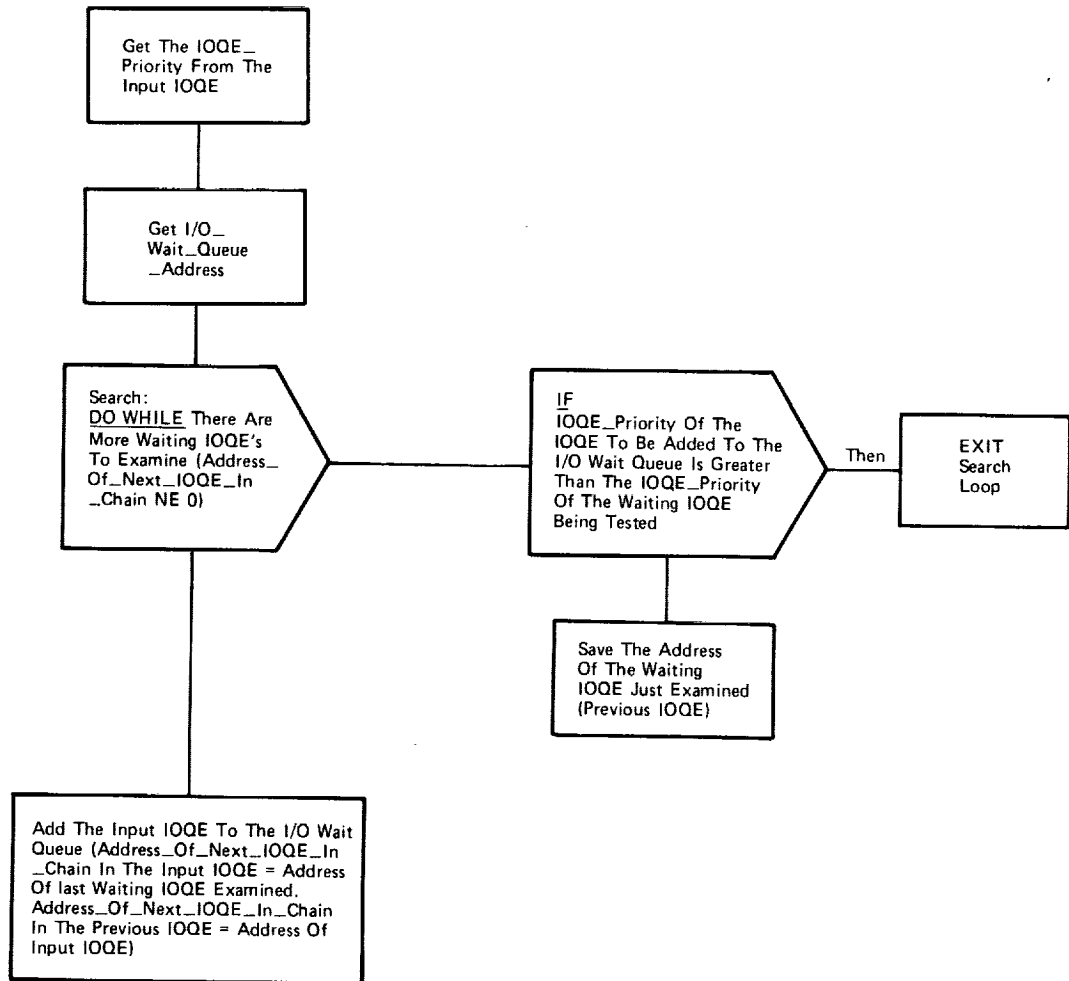 Get The IOQE_
Priority From The
Input IOQE
Get I/O_
Wait_Queue
_Address
Search:
DO WHILE There Are
More Waiting IOQE's
To Examine (Address_
Of_Next_IOQE_In
_Chain NE 0)
IF
IOQE_Priority Of The
IOQE To Be Added To The
I/O Wait Queue Is Greater
Than The IOQE_Priority
Of The Waiting IOQE
Being Tested
Then
EXIT
Search
Loop
Save The Address
Of The Waiting
IOQE Just Examined
(Previous IOQE)
Add The Input IOQE To The I/O Wait
Queue (Address_Of_Next_IOQE_In
_Chain In The Input IOQE = Address
Of last Waiting IOQE Examined.
Address_Of_Next_IOQE_In_Chain
In The Previous IOQE = Address Of
Input IOQE)